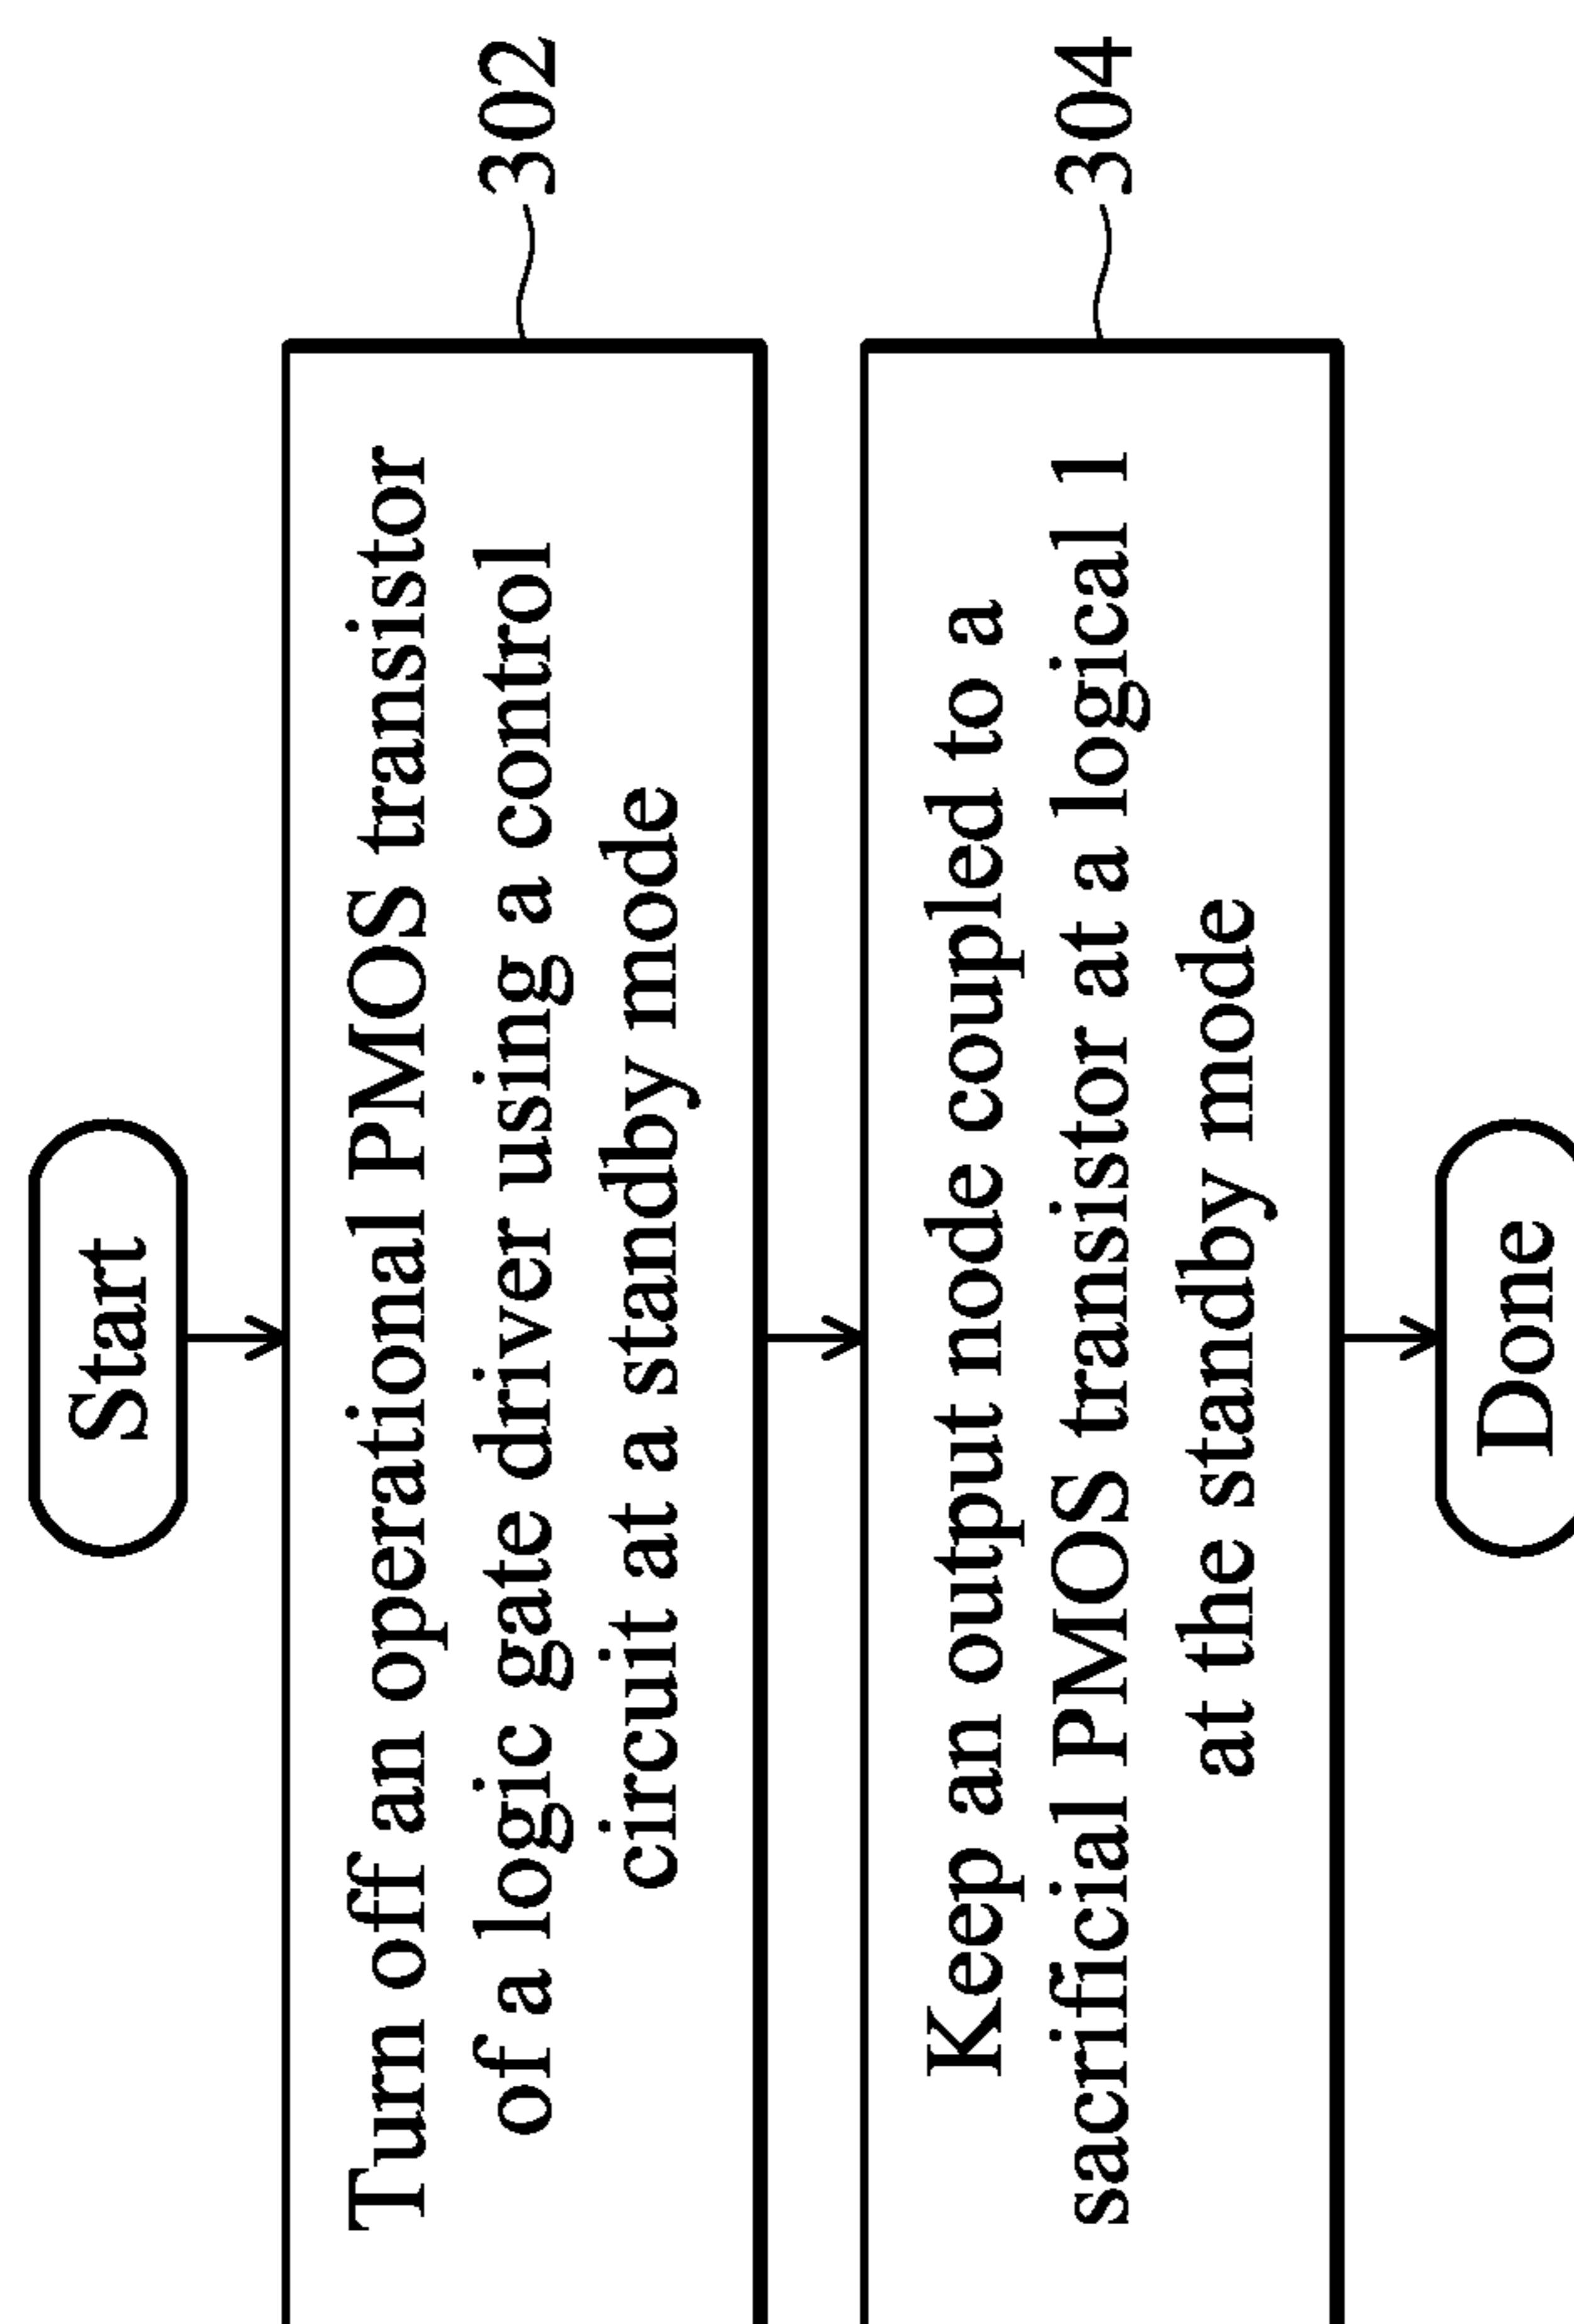 Start
Turn off an operational PMOS transistor
of a logic gate driver using a control
circuit at a standby mode
302
Keep an output node coupled to a
sacrificial PMOS transistor at a logical 1
at the standby mode
304
Done